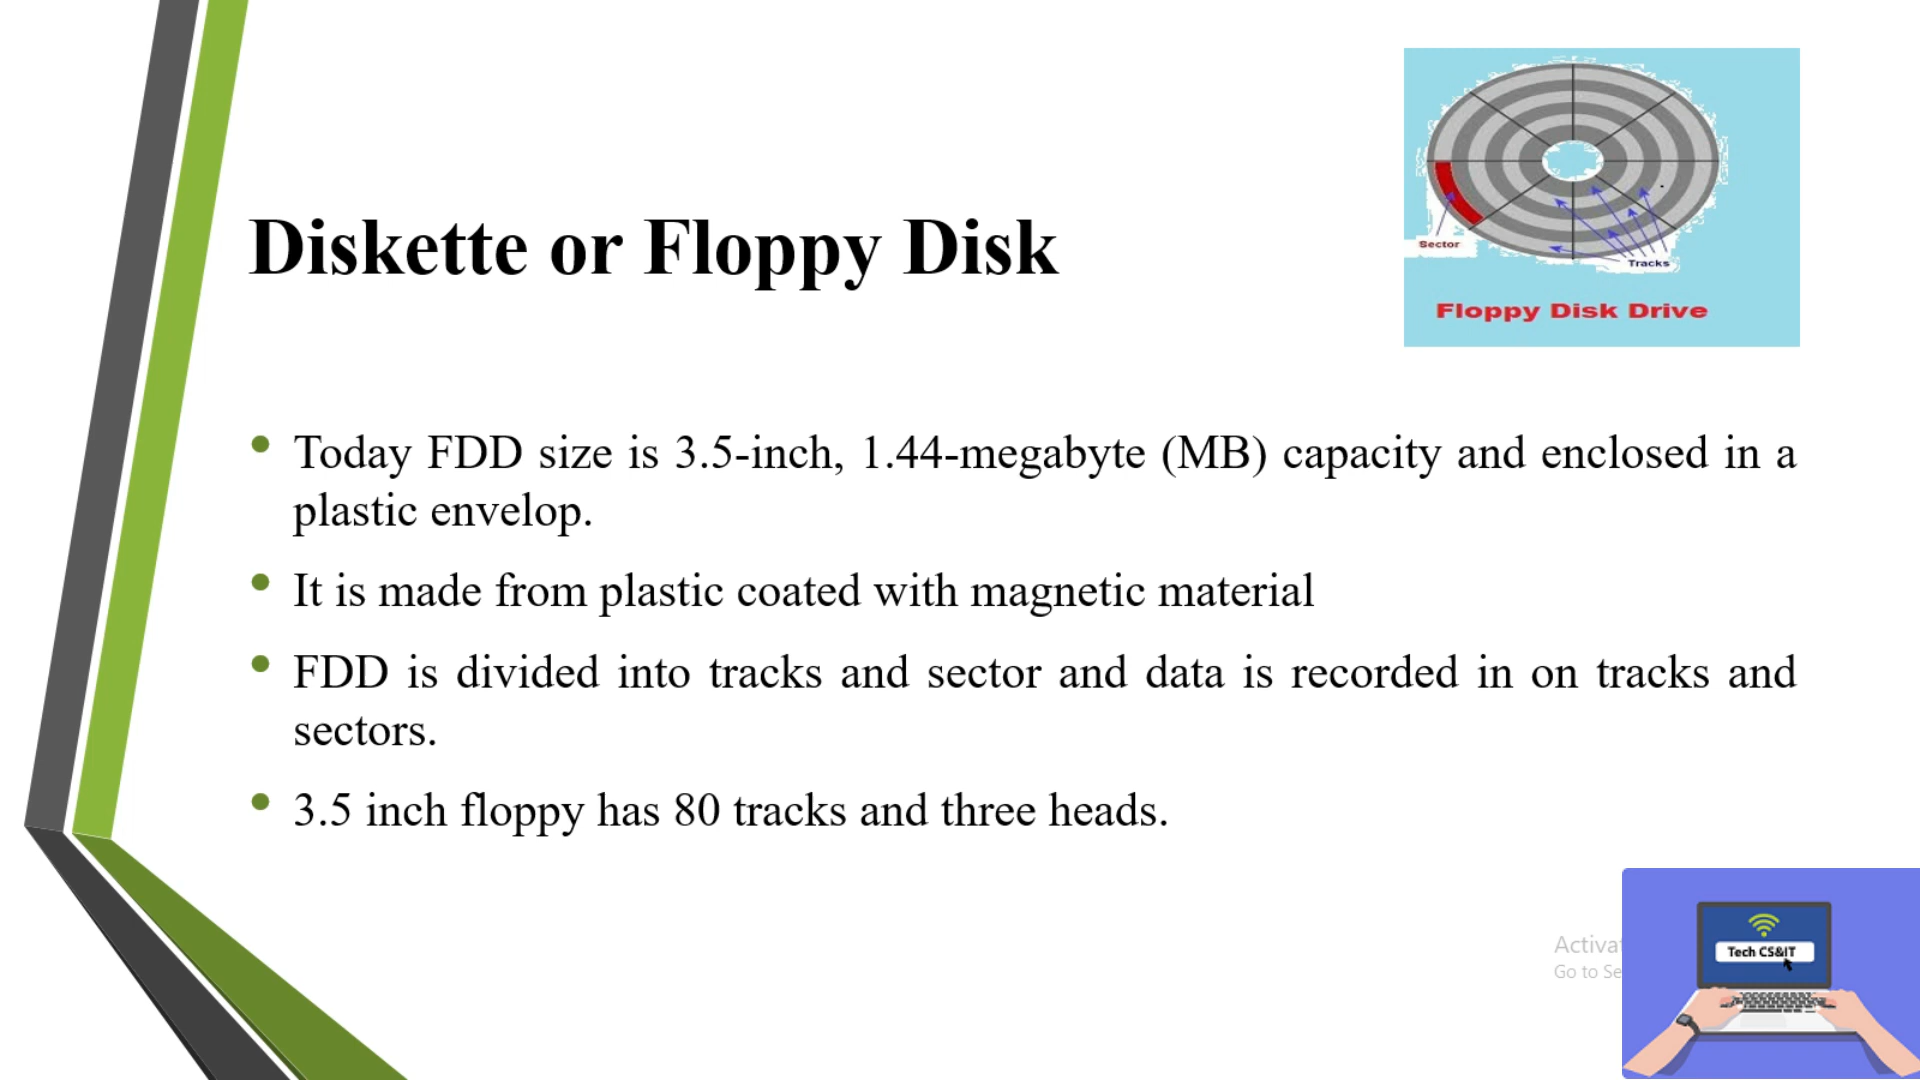 Sector
Tracks
Floppy Disk Drive
Diskette or Floppy Disk
• Today FDD size is 3.5-inch, 1.44-megabyte (MB) capacity and enclosed in a
plastic envelop.
• It is made from plastic coated with magnetic material
• FDD is divided into tracks and sector and data is recorded in on tracks and
sectors.
• 3.5 inch floppy has 80 tracks and three heads.
Go to
Tech CS&IT